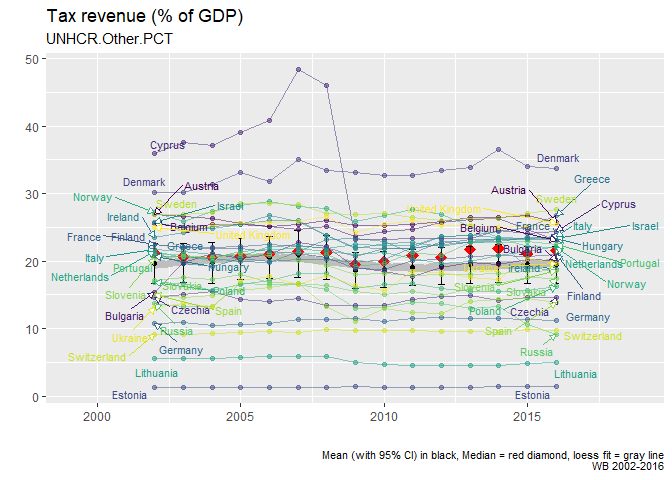 Tax revenue (% of GDP)
UNHCR.Other.PCT
50
40
30
20
10
0
Cyprus
Denmark
Austria
Norway
Sweden
Ireland
Israel
Belgium
United Kingdom
France
Finland
Greece
Italy
Hungary
Portugal
Netherlands
Slovenia
Slovakia
Poland
Bulgaria
Czechia
Spain
Ukraine
Russia
Switzerland
Germany
Lithuania
Estonia
Denmark
Greece
Austria
Sweden
Cyprus
United Kingdom
Belgium
France
Italy
Israel
Bulgaria
Hungary
Ireland
Netherlands
Portugal
Slovenia
Slovakia
Norway
Finland
Poland
Czechia
Germany
Spain
Switzerland
Russia
Lithuania
Estonia
2000
2005
2010
2015
Mean (with 95% CI) in black, Median = red diamond, loess fit = gray line
WB 2002-2016